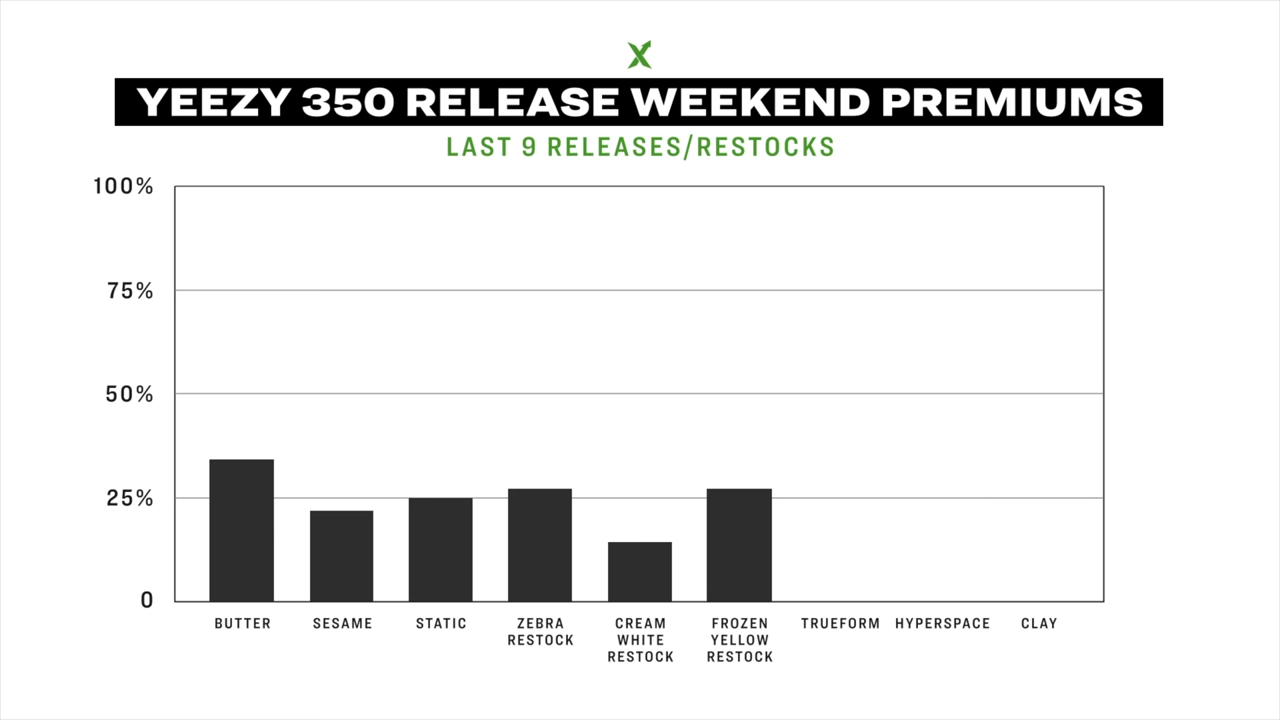 YEEZY 350 RELEASE WEEKEND PREMIUMS
LAST 9 RELEASES/RESTOCKS
100%
75%
50%
25%
0
BUTTER
SESAME
STATIC
ZEBRA
RESTOCK
CREAM
WHITE
RESTOCK
FROZEN
YELLOW
RESTOCK
TRUEFORM
HYPERSPACE
CLAY